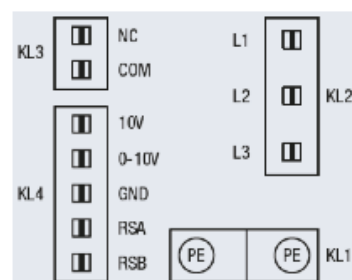 KL3
NC
COM
KL4
10V
0-10V
GND
RSA
RSB
L1
L2
L3
KL2
PE
PE
KL1